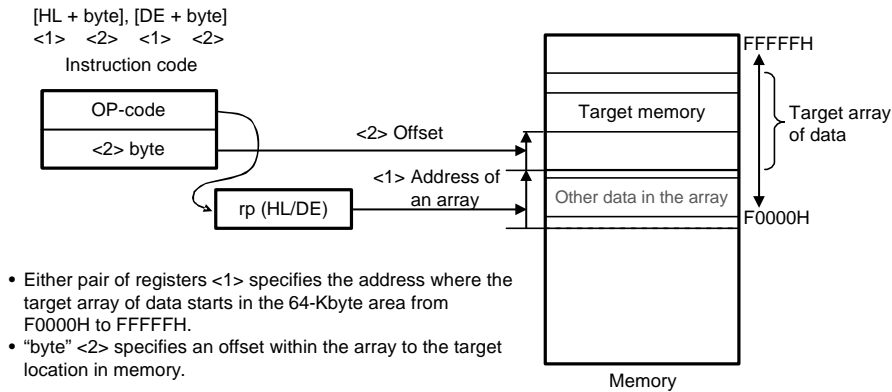 [HL + byte], [DE + byte]
<1> <2> <1> <2>
Instruction code
OP-code
<2> byte
<2> Offset
<1> Address of
an array
rp (HL/DE)
FFFFFH
Target memory
Target array
of data
Other data in the array
F0000H
Memory
• Either pair of registers <1> specifies the address where the
target array of data starts in the 64-Kbyte area from
F0000H to FFFFFH.
• “byte” <2> specifies an offset within the array to the target
location in memory.